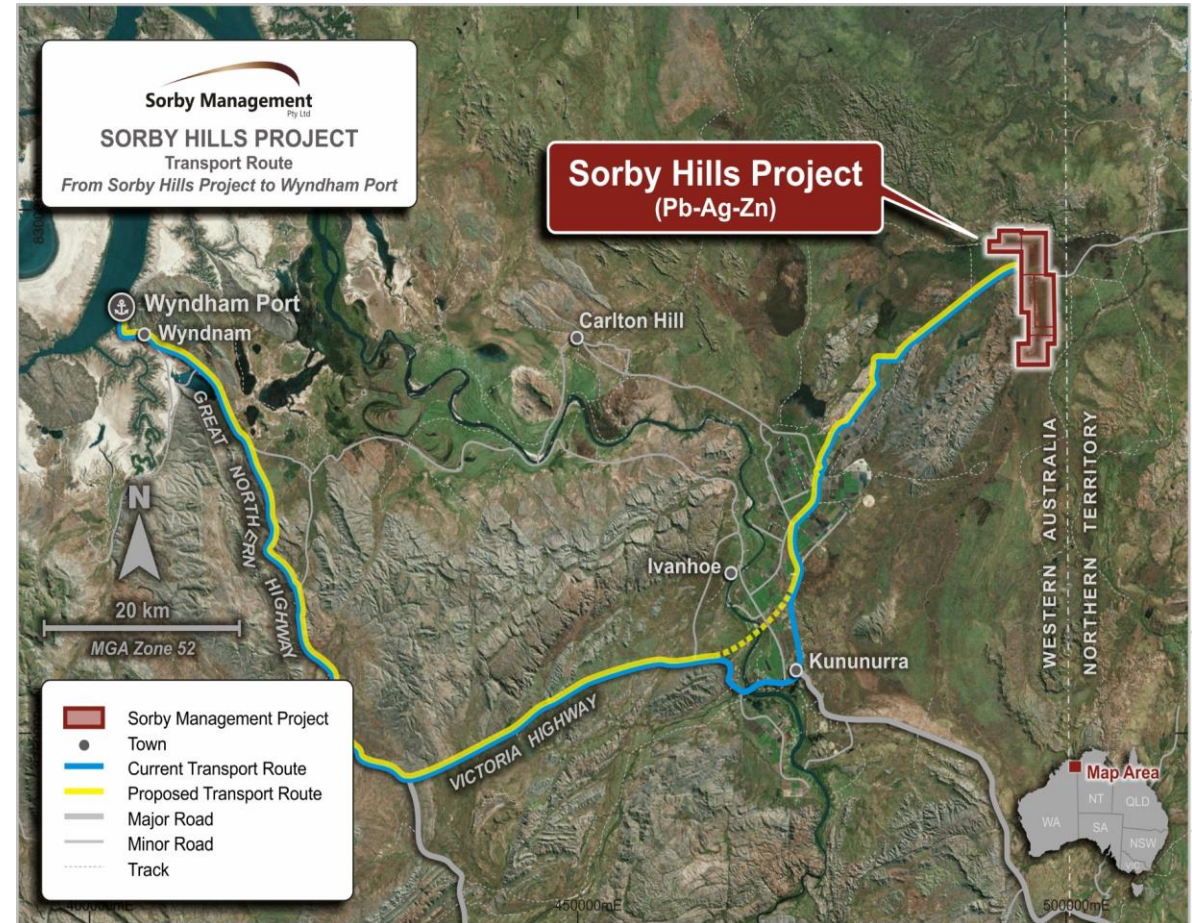 Sorby Management
Pty Ltd
SORBY HILLS PROJECT
Transport Route
From Sorby Hills Project to Wyndham Port
Sorby Hills Project
(Pb-Ag-Zn)
Wyndham Port
Wyndnam
Carlton Hill
GREAT NORTHERN HIGHWAY
N
20 km
MGA Zone 52
Ivanhoe
Kununurra
VICTORIA HIGHWAY
WESTERN AUSTRALIA
NORTHERN TERRITORY
Sorby Management Project
Town
Current Transport Route
Proposed Transport Route
Major Road
Minor Road
Track
Map Area
WA
NT
QLD
SA
NSW
VIC
450000mE
500000mE